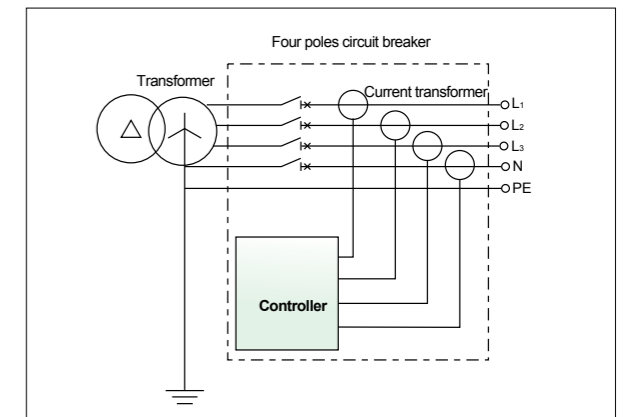 Four poles circuit breaker
Transformer
Current transformer
L1
L2
L3
N
PE
Controller